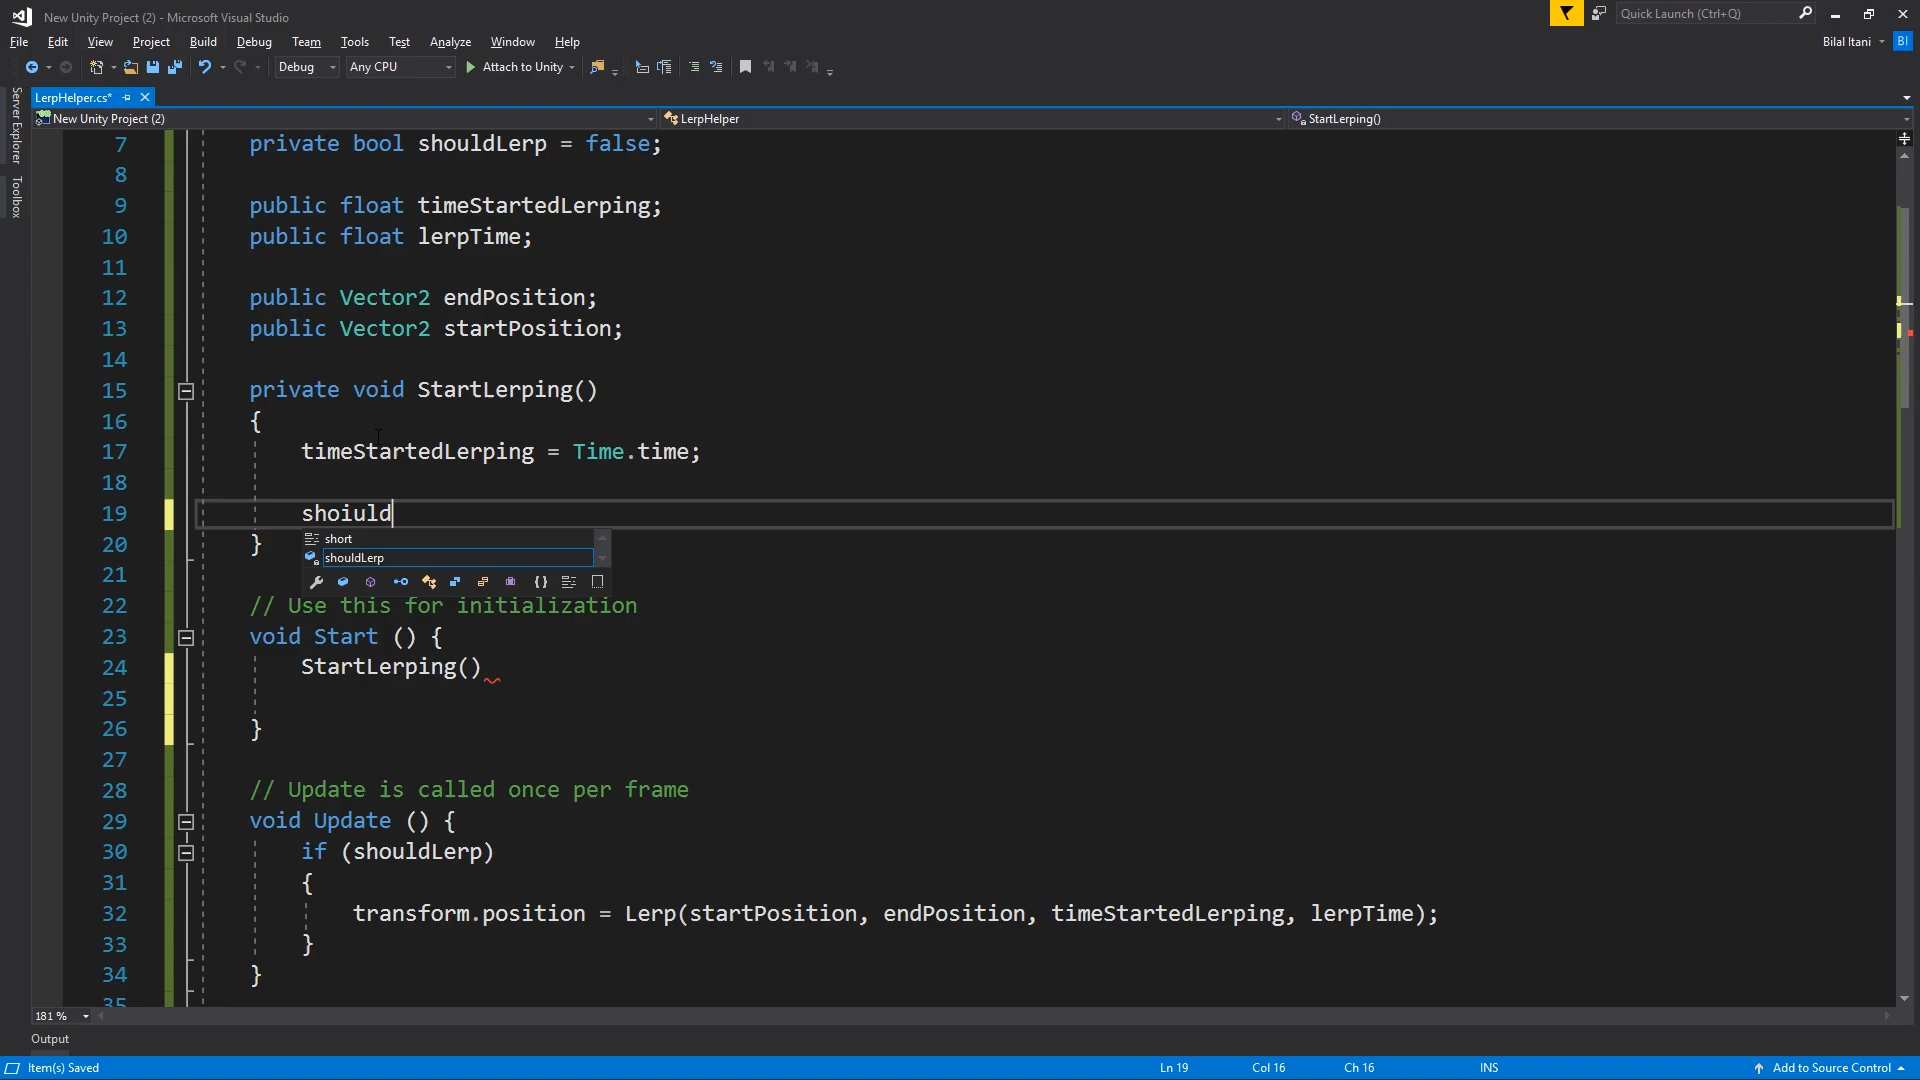 New Unity Project (2) - Microsoft Visual Studio
Quick Launch (Ctrl+Q)
File Edit View Project Build Debug Team Tools Test Analyze Window Help
Bilal Itani BI
Debug Any CPU Attach to Unity
Server Explorer
Toolbox
LerpHelper.cs*
New Unity Project (2) LerpHelper StartLerping()
7 private bool shouldLerp = false;
8
9 public float timeStartedLerping;
10 public float lerpTime;
11
12 public Vector2 endPosition;
13 public Vector2 startPosition;
14
15 private void StartLerping()
16 {
17 timeStartedLerping = Time.time;
18
19 shoiuld
short
20 }
shouldLerp
21
22 // Use this for initialization
23 void Start () {
24 StartLerping()
25
26 }
27
28 // Update is called once per frame
29 void Update () {
30 if (shouldLerp)
31 {
32 transform.position = Lerp(startPosition, endPosition, timeStartedLerping, lerpTime);
33 }
34 }
35
181 %
Output
Item(s) Saved Ln 19 Col 16 Ch 16 INS Add to Source Control